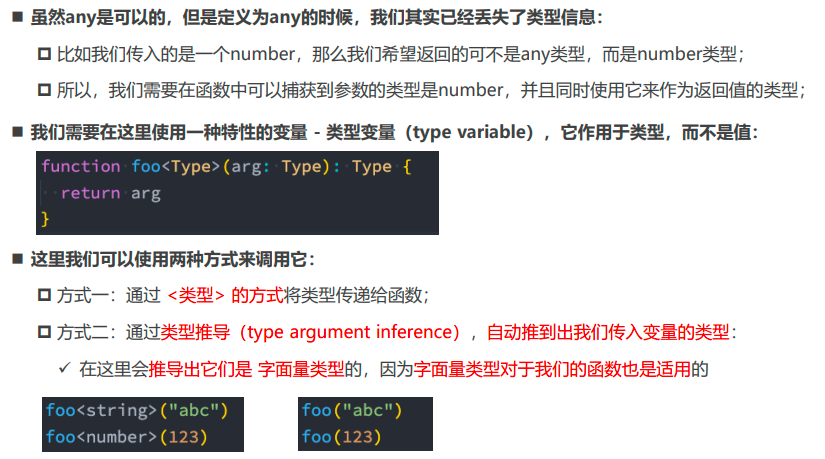 虽然any是可以的，但是定义为any的时候，我们其实已经丢失了类型信息：
比如我们传入的是一个number，那么我们希望返回的可不是any类型，而是number类型；
所以，我们需要在函数中可以捕获到参数的类型是number，并且同时使用它来作为返回值的类型；
我们需要在这里使用一种特性的变量 - 类型变量（type variable），它作用于类型，而不是值：
function foo<Type>(arg: Type): Type {
  return arg
}
这里我们可以使用两种方式来调用它：
方式一：通过 <类型> 的方式将类型传递给函数；
方式二：通过类型推导（type argument inference），自动推到出我们传入变量的类型：
✓ 在这里会推导出它们是 字面量类型的，因为字面量类型对于我们的函数也是适用的
foo<string>("abc")
foo<number>(123)
foo("abc")
foo(123)